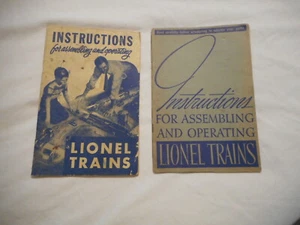 INSTRUCTIONS
for assembling and operating
LIONEL
TRAINS
Instructions
FOR ASSEMBLING
AND OPERATING
LIONEL TRAINS